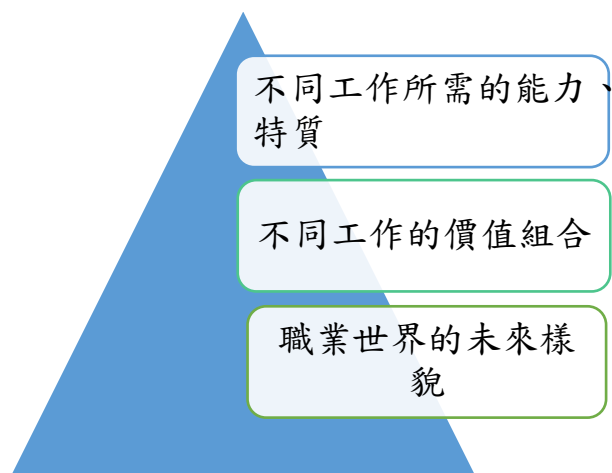 不同工作所需的能力、
特質
不同工作的價值組合
職業世界的未來樣
貌